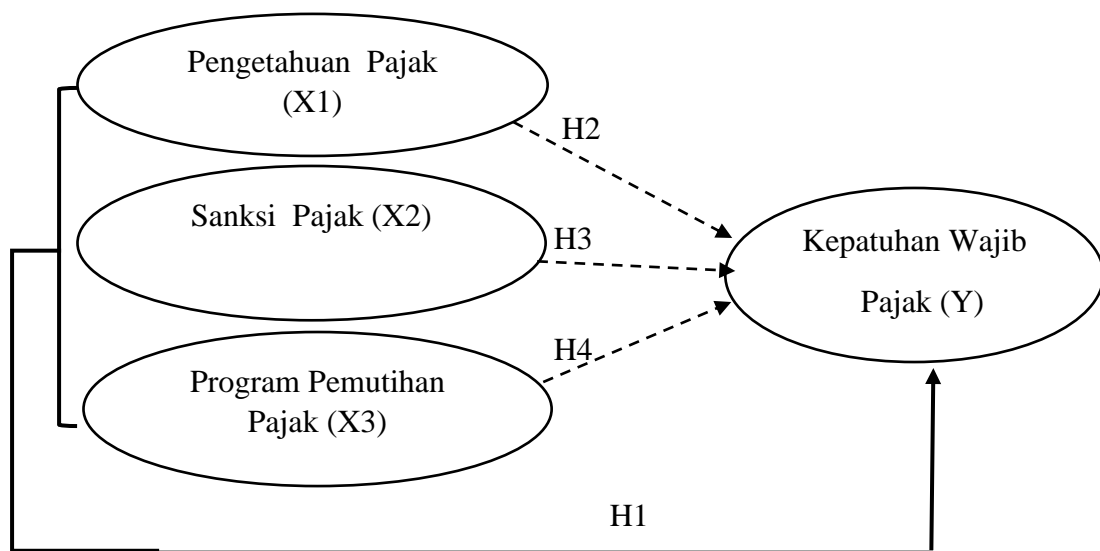 Pengetahuan Pajak
(X1)
H2
Sanksi Pajak (X2)
H3
Kepatuhan Wajib
Pajak (Y)
H4
Program Pemutihan
Pajak (X3)
H1